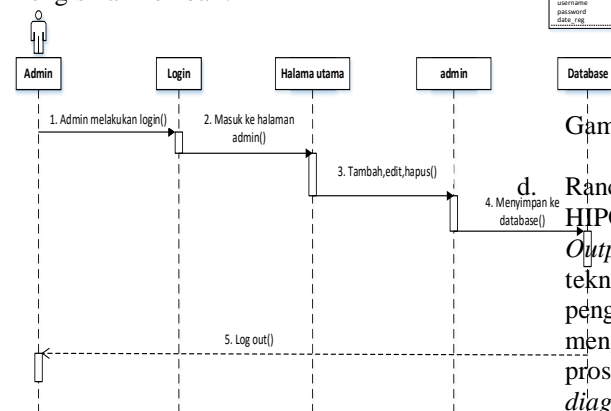 username
password
date_reg
Admin
Login
Halama utama
admin
Database
1. Admin melakukan login()
2. Masuk ke halaman
admin()
3. Tambah,edit,hapus()
4. Menyimpan ke
database()
5. Log out()
Gam
d. Ranc
HIPO
Outp
tekn
peng
men
pros
diag